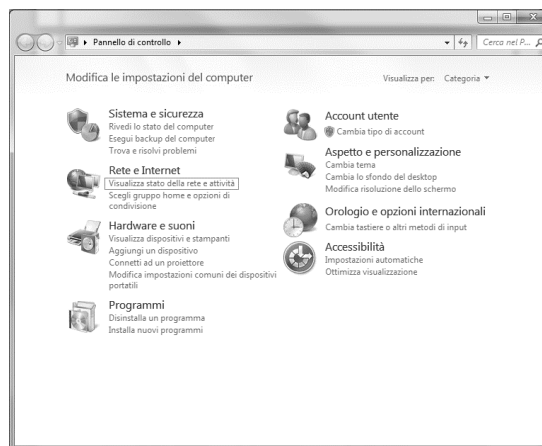 Pannello di controllo
Cerca nel P...
Modifica le impostazioni del computer
Visualizza per: Categoria
Sistema e sicurezza
Rivedi lo stato del computer
Esegui backup del computer
Trova e risolvi problemi
Rete e Internet
Visualizza stato della rete e attività
Scegli gruppo home e opzioni di
condivisione
Hardware e suoni
Visualizza dispositivi e stampanti
Aggiungi un dispositivo
Connetti ad un proiettore
Modifica impostazioni comuni dei dispositivi
portatili
Programmi
Disinstalla un programma
Installa nuovi programmi
Account utente
Cambia tipo di account
Aspetto e personalizzazione
Cambia tema
Cambia lo sfondo del desktop
Modifica risoluzione dello schermo
Orologio e opzioni internazionali
Cambia tastiere o altri metodi di input
Accessibilità
Impostazioni automatiche
Ottimizza visualizzazione